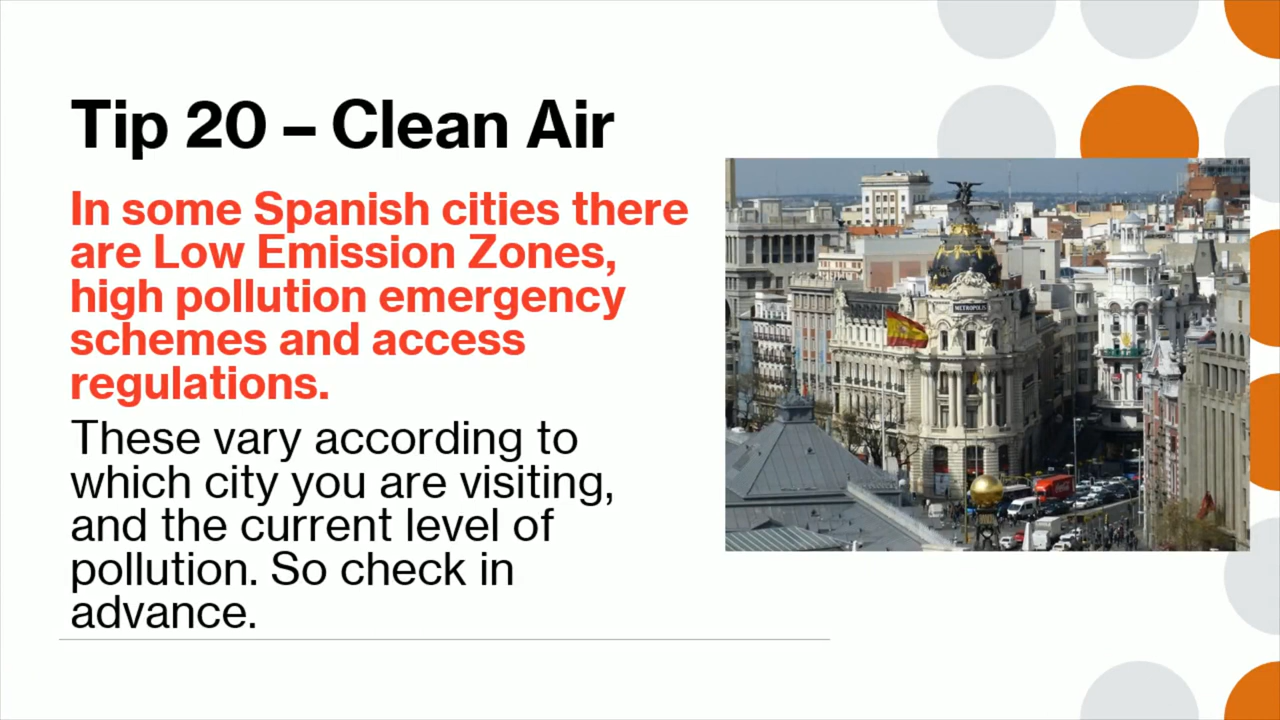 Tip 20 – Clean Air
In some Spanish cities there
are Low Emission Zones,
high pollution emergency
schemes and access
regulations.
These vary according to
which city you are visiting,
and the current level of
pollution. So check in
advance.
METROPOLIS